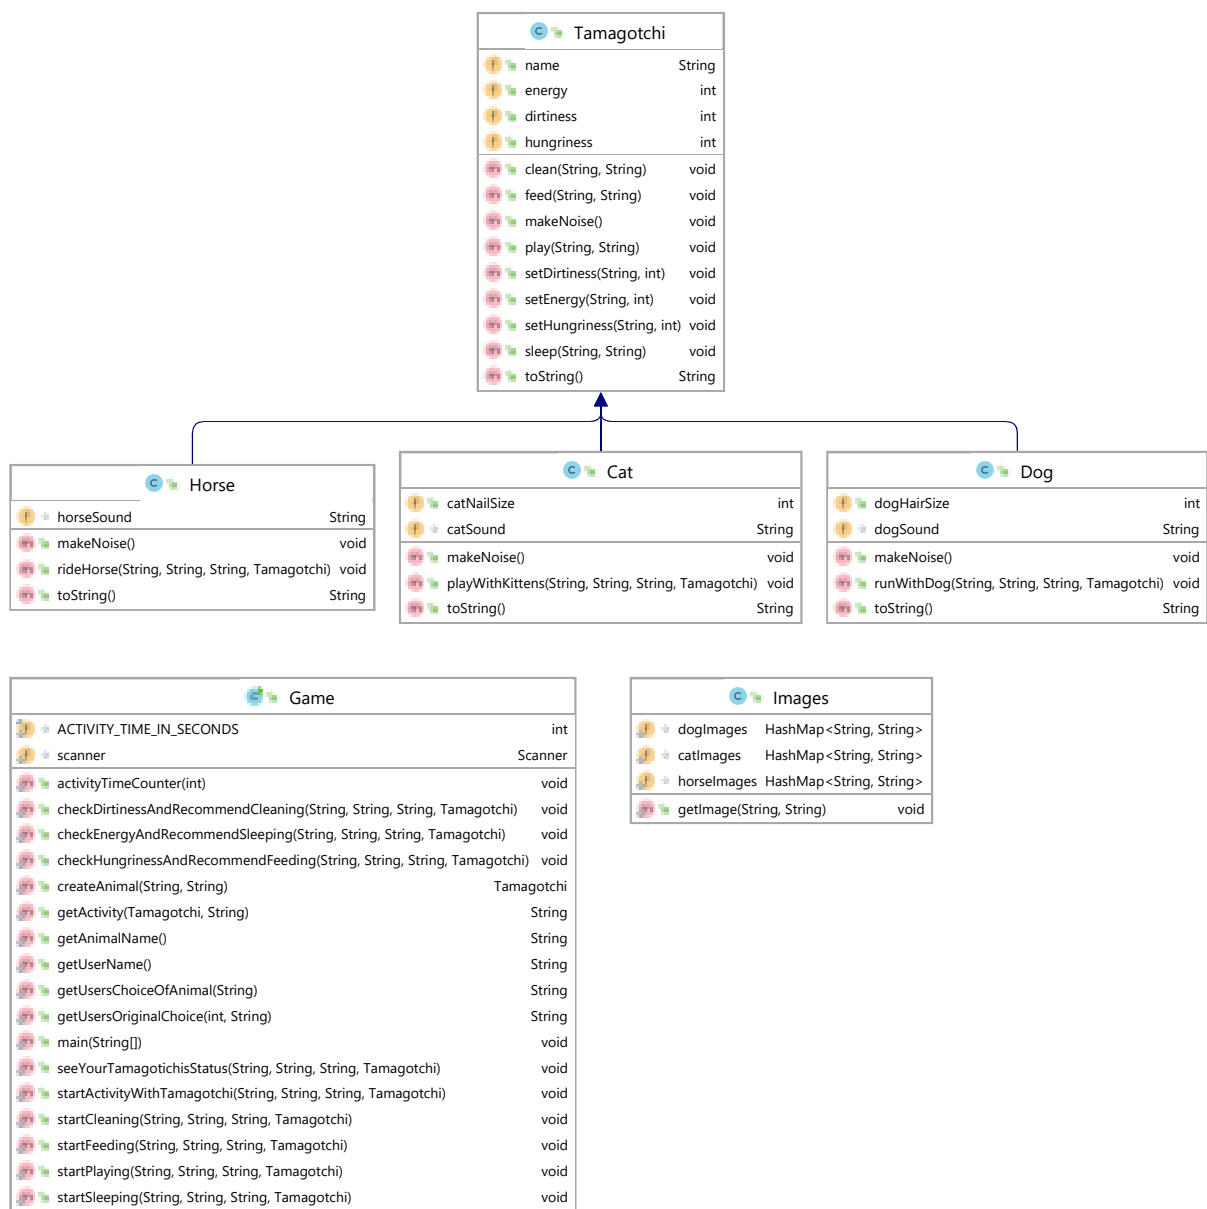 Tamagotchi
name String
energy int
dirtiness int
hungriness int
clean(String, String) void
feed(String, String) void
makeNoise() void
play(String, String) void
setDirtiness(String, int) void
setEnergy(String, int) void
setHungriness(String, int) void
sleep(String, String) void
toString() String
Horse
horseSound String
makeNoise() void
rideHorse(String, String, String, Tamagotchi) void
toString() String
Cat
catNailSize int
catSound String
makeNoise() void
playWithKittens(String, String, String, Tamagotchi) void
toString() String
Dog
dogHairSize int
dogSound String
makeNoise() void
runWithDog(String, String, String, Tamagotchi) void
toString() String
Game
ACTIVITY_TIME_IN_SECONDS int
scanner Scanner
activityTimeCounter(int) void
checkDirtinessAndRecommendCleaning(String, String, String, Tamagotchi) void
checkEnergyAndRecommendSleeping(String, String, String, Tamagotchi) void
checkHungrinessAndRecommendFeeding(String, String, String, Tamagotchi) void
createAnimal(String, String) Tamagotchi
getActivity(Tamagotchi, String) String
getAnimalName() String
getUserName() String
getUsersChoiceOfAnimal(String) String
getUsersOriginalChoice(int, String) String
main(String[]) void
seeYourTamagotichisStatus(String, String, String, Tamagotchi) void
startActivityWithTamagotchi(String, String, String, Tamagotchi) void
startCleaning(String, String, String, Tamagotchi) void
startFeeding(String, String, String, Tamagotchi) void
startPlaying(String, String, String, Tamagotchi) void
startSleeping(String, String, String, Tamagotchi) void
Images
dogImages HashMap<String, String>
catImages HashMap<String, String>
horseImages HashMap<String, String>
getImage(String, String) void